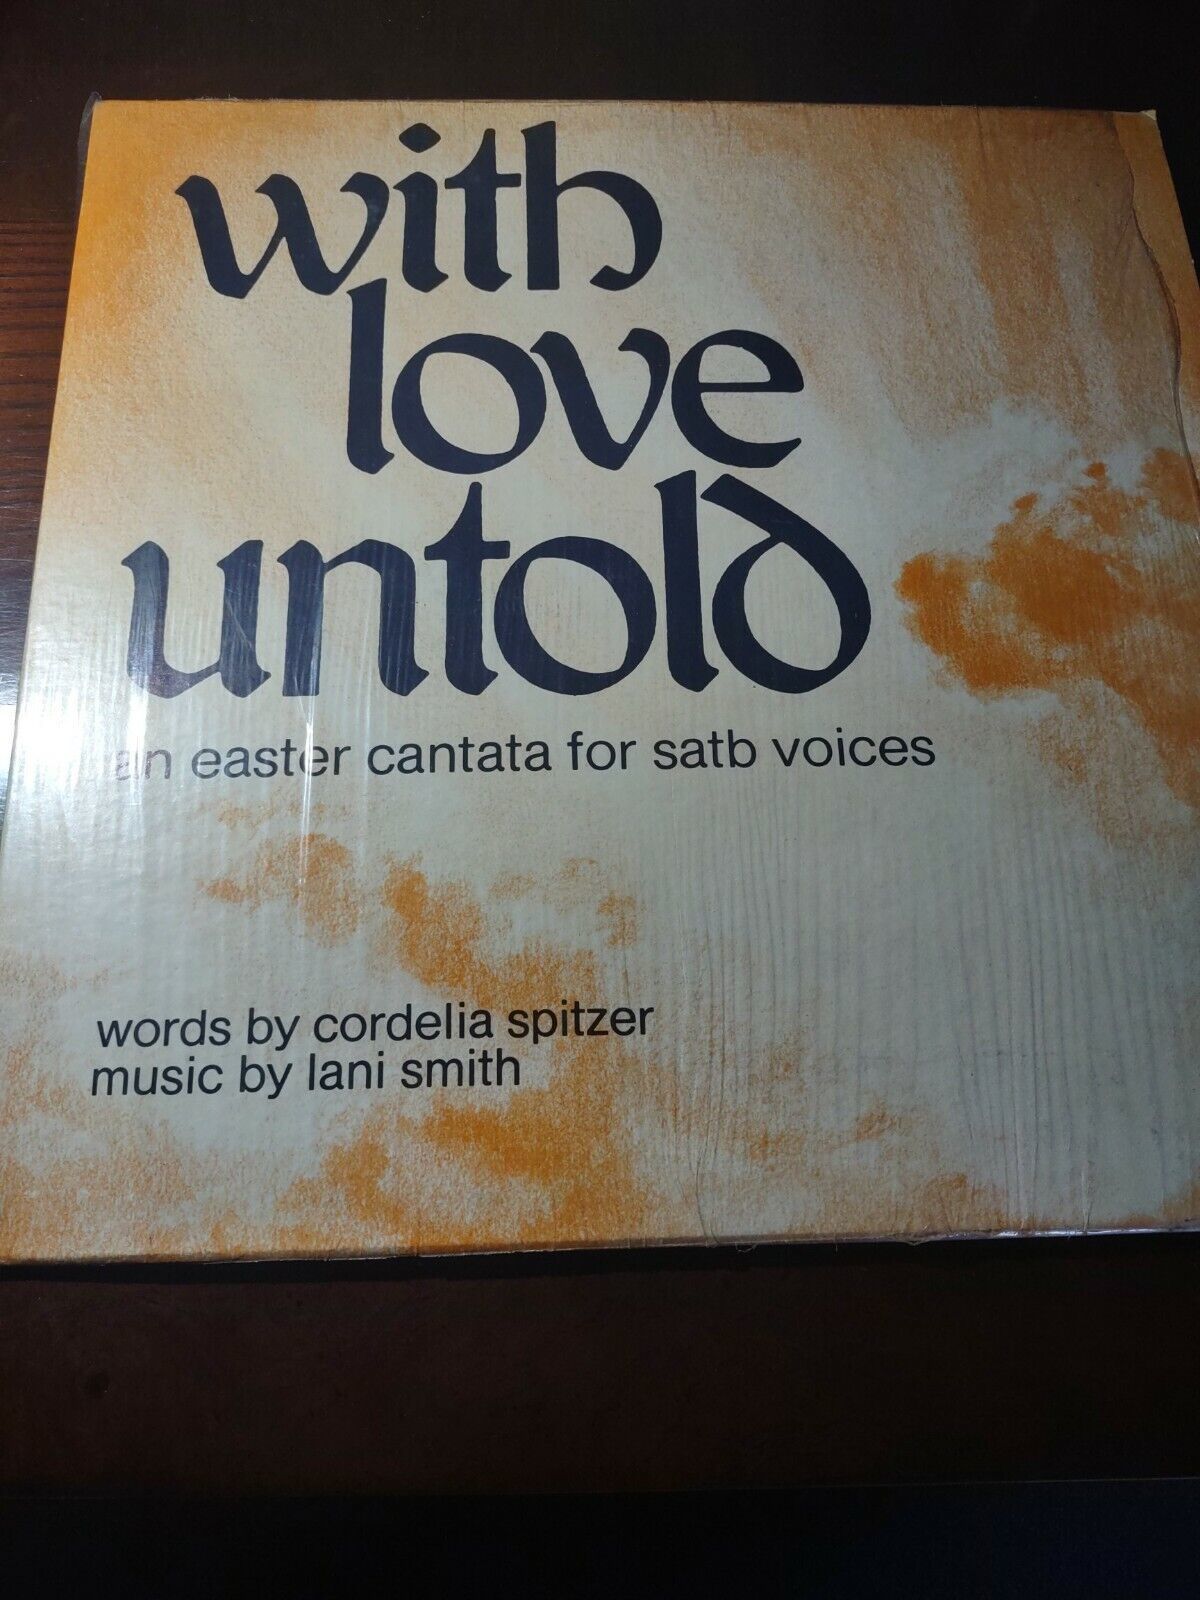 with
love
untold
an easter cantata for satb voices
words by cordelia spitzer
music by lani smith